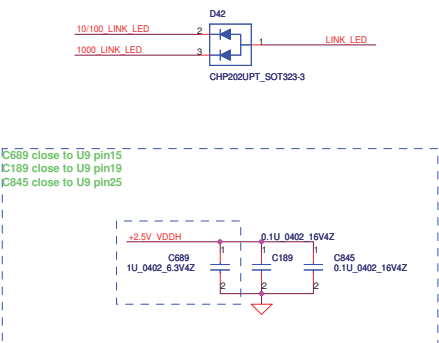 D42
10/100_LINK_LED
2
1000_LINK_LED
3
1
LINK_LED
CHP202UPT_SOT323-3
C689 close to U9 pin15
C189 close to U9 pin19
C845 close to U9 pin25
+2.5V_VDDH
0.1U_0402_16V4Z
1
1
1
C689
C189
C845
1U_0402_6.3V4Z
0.1U_0402_16V4Z
2
2
2